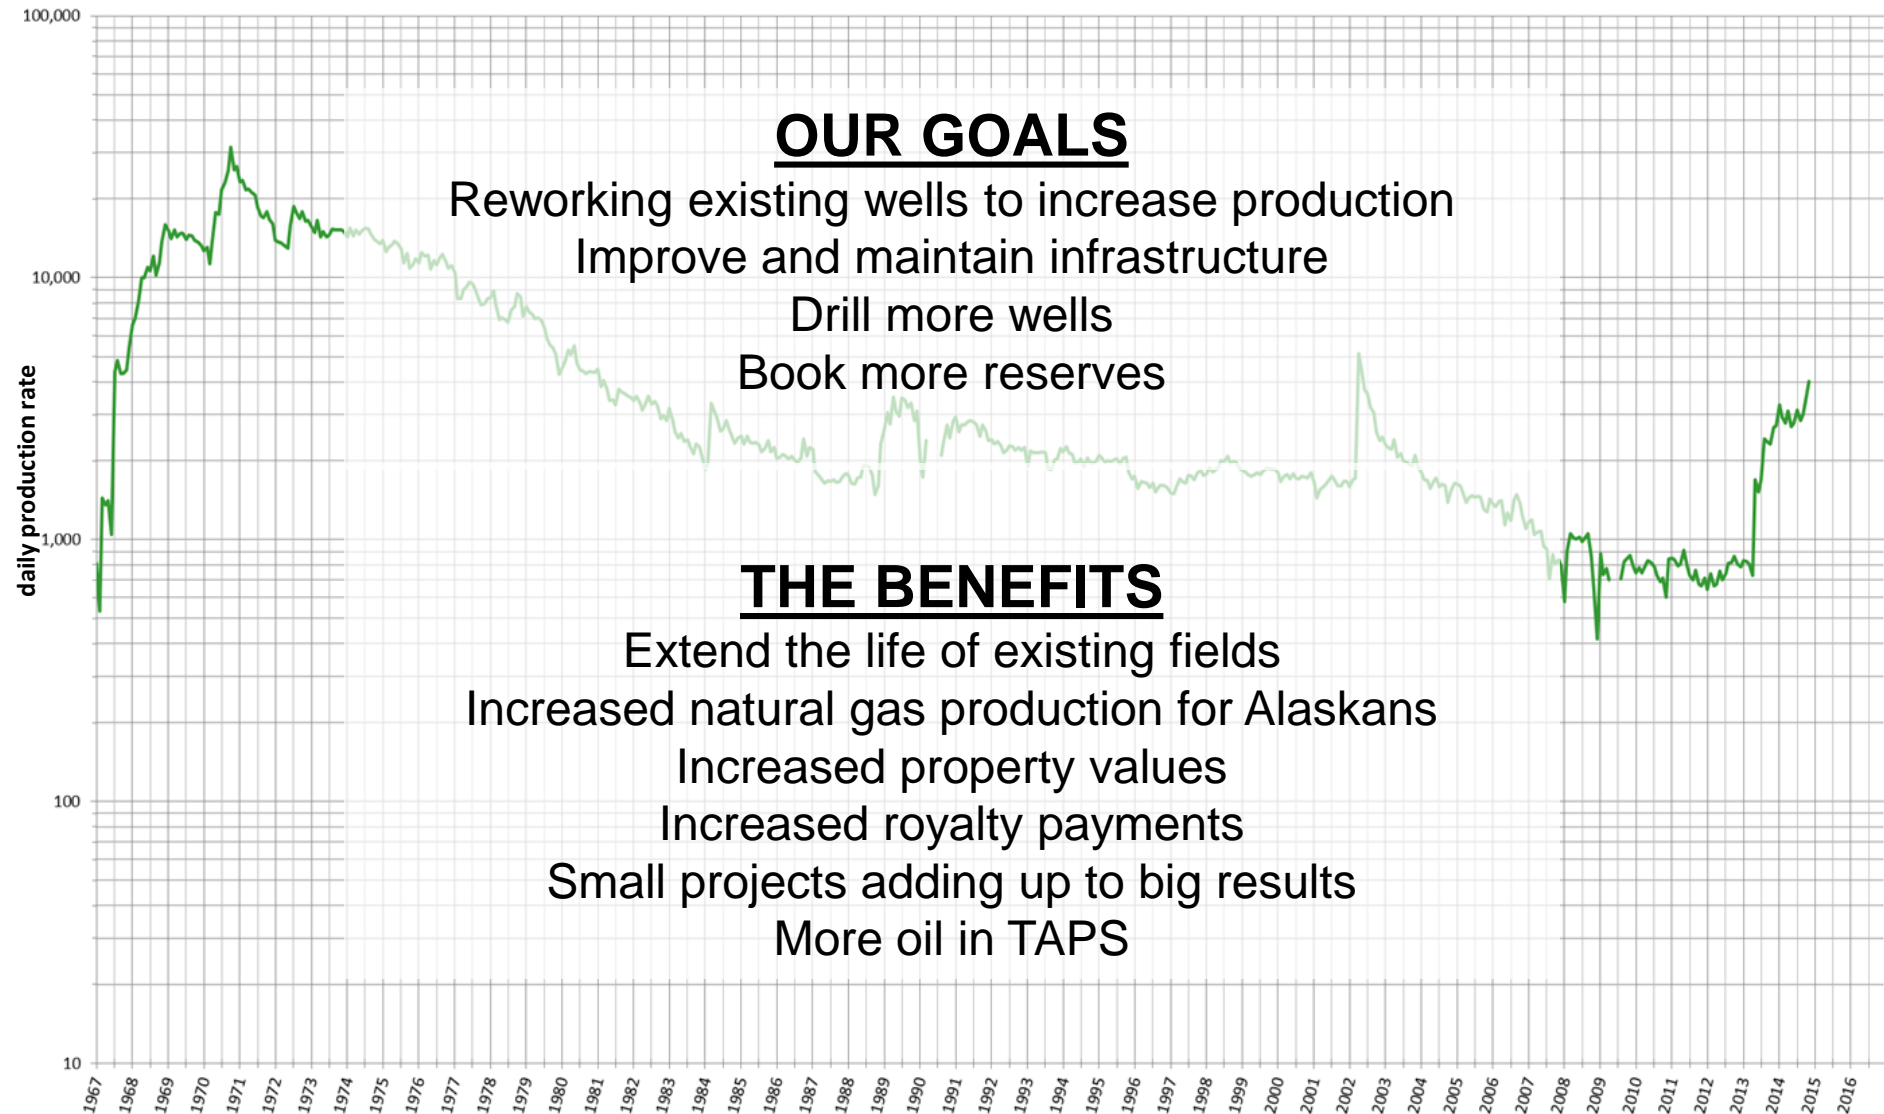 100,000
10,000
1,000
100
10
daily production rate
OUR GOALS
Reworking existing wells to increase production
Improve and maintain infrastructure
Drill more wells
Book more reserves
THE BENEFITS
Extend the life of existing fields
Increased natural gas production for Alaskans
Increased property values
Increased royalty payments
Small projects adding up to big results
More oil in TAPS
1967 1968 1969 1970 1971 1972 1973 1974 1975 1976 1977 1978 1979 1980 1981 1982 1983 1984 1985 1986 1987 1988 1989 1990 1991 1992 1993 1994 1995 1996 1997 1998 1999 2000 2001 2002 2003 2004 2005 2006 2007 2008 2009 2010 2011 2012 2013 2014 2015 2016